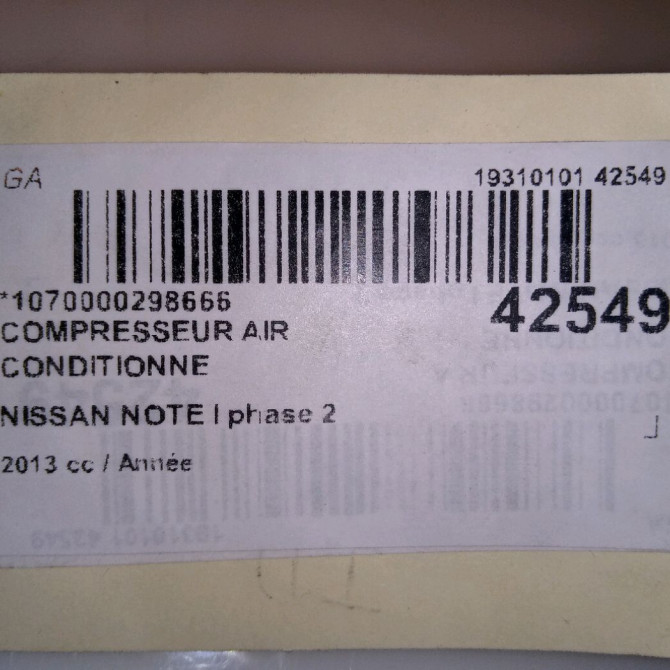 GA
19310101 42549
*1070000298666
42549
COMPRESSEUR AIR
CONDITIONNE
NISSAN NOTE I phase 2
2013 cc / Année